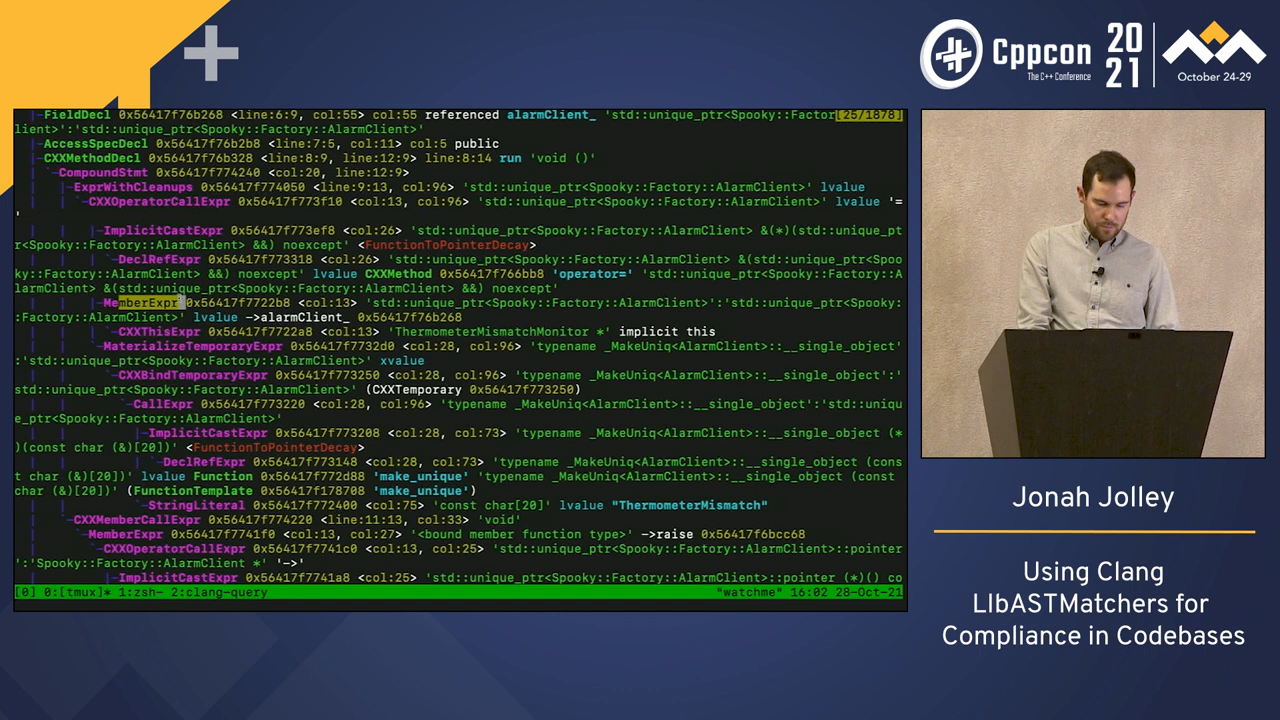 Cppcon
The C++ Conference
20
21
October 24-29
|-FieldDecl 0x56417f76b268 <line:6:9, col:55> col:55 referenced alarmClient_ 'std::unique_ptr<Spooky::Factor[25/1878]
lient>':'std::unique_ptr<Spooky::Factory::AlarmClient>'
|-AccessSpecDecl 0x56417f76b2b8 <line:7:5, col:11> col:5 public
|-CXXMethodDecl 0x56417f76b328 <line:8:9, line:12:9> line:8:14 run 'void ()'
| `-CompoundStmt 0x56417f774240 <col:20, line:12:9>
|   |-ExprWithCleanups 0x56417f774050 <line:9:13, col:96> 'std::unique_ptr<Spooky::Factory::AlarmClient>' lvalue
|   | `-CXXOperatorCallExpr 0x56417f773f10 <col:13, col:96> 'std::unique_ptr<Spooky::Factory::AlarmClient>' lvalue '=
'
|   |   |-ImplicitCastExpr 0x56417f773ef8 <col:26> 'std::unique_ptr<Spooky::Factory::AlarmClient> &(*)(std::unique_pt
r<Spooky::Factory::AlarmClient> &&) noexcept' <FunctionToPointerDecay>
|   |   | `-DeclRefExpr 0x56417f773318 <col:26> 'std::unique_ptr<Spooky::Factory::AlarmClient> &(std::unique_ptr<Spoo
ky::Factory::AlarmClient> &&) noexcept' lvalue CXXMethod 0x56417f766bb8 'operator=' 'std::unique_ptr<Spooky::Factory::A
larmClient> &(std::unique_ptr<Spooky::Factory::AlarmClient> &&) noexcept'
|   |   |-MemberExpr 0x56417f7722b8 <col:13> 'std::unique_ptr<Spooky::Factory::AlarmClient>':'std::unique_ptr<Spooky:
:Factory::AlarmClient>' lvalue ->alarmClient_ 0x56417f76b268
|   |   | `-CXXThisExpr 0x56417f7722a8 <col:13> 'ThermometerMismatchMonitor *' implicit this
|   |   `-MaterializeTemporaryExpr 0x56417f7732d0 <col:28, col:96> 'typename _MakeUniq<AlarmClient>::__single_object'
:'std::unique_ptr<Spooky::Factory::AlarmClient>' xvalue
|   |     `-CXXBindTemporaryExpr 0x56417f773250 <col:28, col:96> 'typename _MakeUniq<AlarmClient>::__single_object':'
std::unique_ptr<Spooky::Factory::AlarmClient>' (CXXTemporary 0x56417f773250)
|   |       `-CallExpr 0x56417f773220 <col:28, col:96> 'typename _MakeUniq<AlarmClient>::__single_object':'std::uniqu
e_ptr<Spooky::Factory::AlarmClient>'
|   |         |-ImplicitCastExpr 0x56417f773208 <col:28, col:73> 'typename _MakeUniq<AlarmClient>::__single_object (*
)(const char (&)[20])' <FunctionToPointerDecay>
|   |         | `-DeclRefExpr 0x56417f773148 <col:28, col:73> 'typename _MakeUniq<AlarmClient>::__single_object (cons
t char (&)[20])' lvalue Function 0x56417f772d88 'make_unique' 'typename _MakeUniq<AlarmClient>::__single_object (const
char (&)[20])' (FunctionTemplate 0x56417f178708 'make_unique')
|   |         `-StringLiteral 0x56417f772400 <col:75> 'const char[20]' lvalue "ThermometerMismatch"
|   `-CXXMemberCallExpr 0x56417f774220 <line:11:13, col:33> 'void'
|     `-MemberExpr 0x56417f7741f0 <col:13, col:27> '<bound member function type>' ->raise 0x56417f6bcc68
|       `-CXXOperatorCallExpr 0x56417f7741c0 <col:13, col:25> 'std::unique_ptr<Spooky::Factory::AlarmClient>::pointer
':'Spooky::Factory::AlarmClient *' '->'
|         |-ImplicitCastExpr 0x56417f7741a8 <col:25> 'std::unique_ptr<Spooky::Factory::AlarmClient>::pointer (*)() co
[0] 0:[tmux]* 1:zsh- 2:clang-query "watchme" 16:02 28-Oct-21
Jonah Jolley
Using Clang
LIbASTMatchers for
Compliance in Codebases